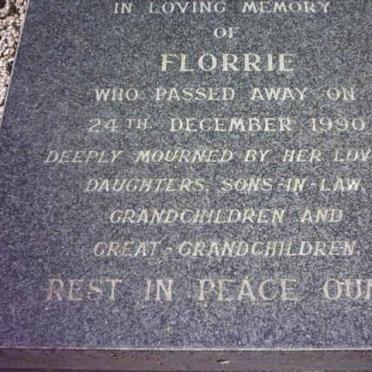 IN LOVING MEMORY
OF
FLORRIE
WHO PASSED AWAY ON
24TH. DECEMBER 1990
DEEPLY MOURNED BY HER LOV
DAUGHTERS, SONS-IN-LAW,
GRANDCHILDREN AND
GREAT-GRANDCHILDREN.
REST IN PEACE